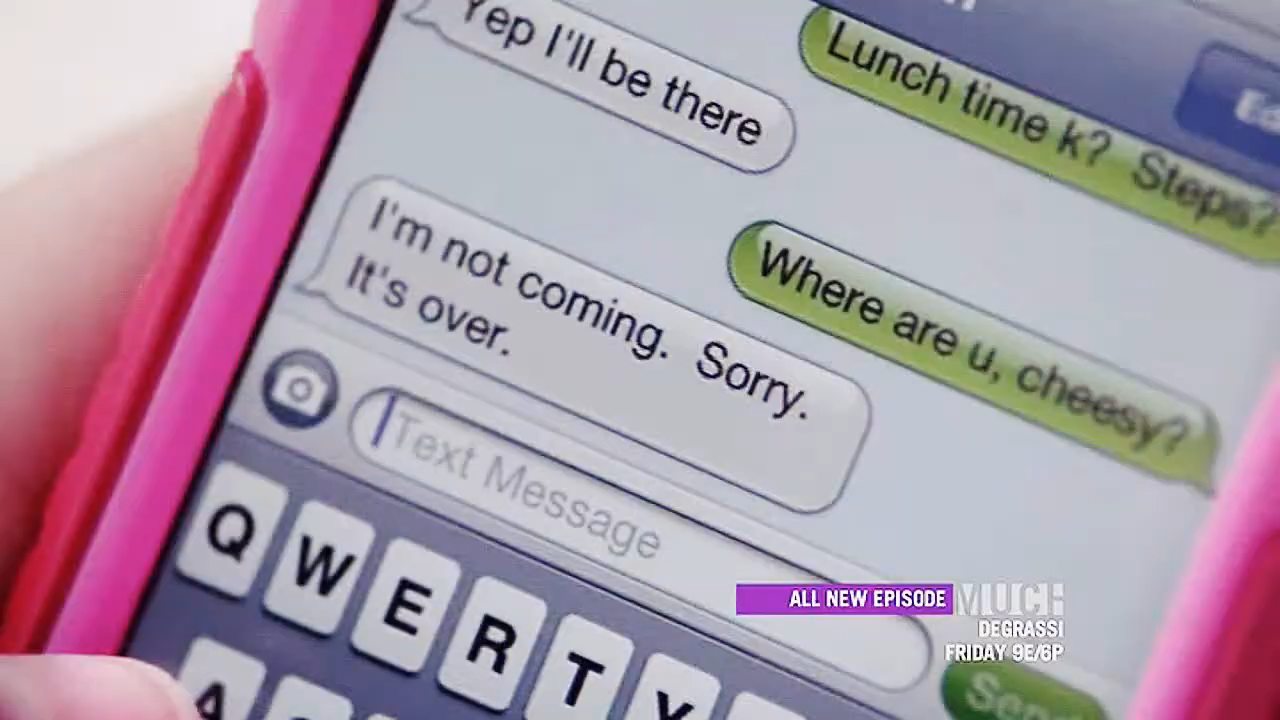 Lunch time k?  Steps?
Yep I'll be there
Where are u, cheesy?
I'm not coming.  Sorry.
It's over.
Text Message
Q W E R T Y
A
ALL NEW EPISODE
MUCH
DEGRASSI
FRIDAY 9E/6P